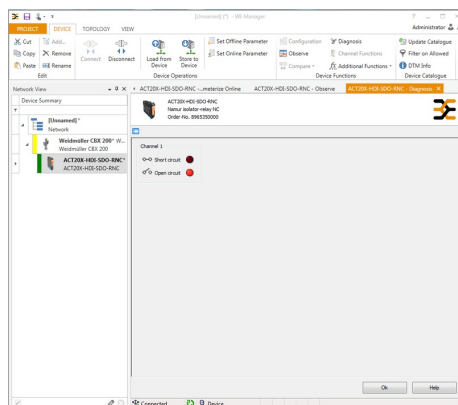 [Unnamed] (*) - WI-Manager
PROJECT DEVICE TOPOLOGY VIEW
Administrator
Cut Add... Set Offline Parameter Configuration Diagnosis Update Catalogue
Copy Remove Connect Disconnect Load from Device Store to Device Set Online Parameter Observe Channel Functions Filter on Allowed
Paste Rename Compare Additional Functions DTM Info
Edit Device Operations Device Functions Device Catalogue
Network View
ACT20X-HDI-SDO-RNC -...meterize Online ACT20X-HDI-SDO-RNC - Observe ACT20X-HDI-SDO-RNC - Diagnosis
Device Summary
ACT20X-HDI-SDO-RNC
Namur isolator-relay NC
Order-No. 8965350000
[Unnamed]*
Network
Weidmüller CBX 200* W...
Weidmüller CBX 200
ACT20X-HDI-SDO-RNC*
ACT20X-HDI-SDO-RNC
Channel 1
Short circuit
Open circuit
Ok Help
Connected Device